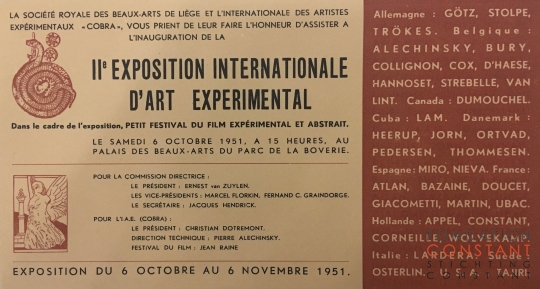 LA SOCIÉTÉ ROYALE DES BEAUX-ARTS DE LIÉGE ET L'INTERNATIONALE DES ARTISTES
EXPÉRIMENTAUX «COBRA», VOUS PRIENT DE LEUR FAIRE L'HONNEUR D'ASSISTER A
L'INAUGURATION DE LA
IIe EXPOSITION INTERNATIONALE
D'ART EXPERIMENTAL
Dans le cadre de l'exposition, PETIT FESTIVAL DU FILM EXPÉRIMENTAL ET ABSTRAIT.
LE SAMEDI 6 OCTOBRE 1951, A 15 HEURES, AU
PALAIS DES BEAUX-ARTS DU PARC DE LA BOVERIE.
POUR LA COMMISSION DIRECTRICE :
LE PRÉSIDENT : ERNEST van ZUYLEN.
LES VICE-PRÉSIDENTS : MARCEL FLORKIN, FERNAND C. GRAINDORGE.
LE SECRÉTAIRE : JACQUES HENDRICK.
POUR L'I.A.E. (COBRA) :
LE PRÉSIDENT : CHRISTIAN DOTREMONT.
DIRECTION TECHNIQUE : PIERRE ALECHINSKY.
FESTIVAL DU FILM : JEAN RAINE
EXPOSITION DU 6 OCTOBRE AU 6 NOVEMBRE 1951.
Allemagne : GÖTZ, STOLPE,
TRÖKES. Belgique :
ALECHINSKY, BURY,
COLLIGNON, COX, D'HAESE,
HANNOSET, STREBELLE, VAN
LINT. Canada : DUMOUCHEL.
Cuba : LAM. Danemark :
HEERUP, JORN, ORTVAD,
PEDERSEN, THOMMESEN.
Espagne : MIRO, NIEVA. France :
ATLAN, BAZAINE, DOUCET,
GIACOMETTI, MARTIN, UBAC.
Hollande : APPEL, CONSTANT,
CORNEILLE, WOLVEKAMP.
Italie : LARDERA. Suède :
OSTERLIN. U.S.A. TAJIRI.
CONSTANT
STICHTING